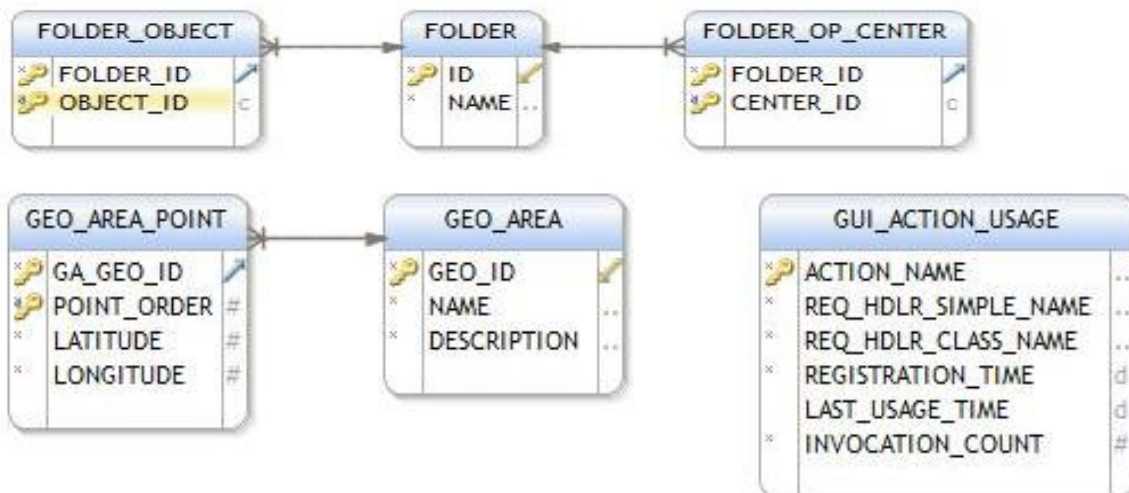 FOLDER_OBJECT
FOLDER_ID
OBJECT_ID c
FOLDER
ID
NAME ..
FOLDER_OP_CENTER
FOLDER_ID
CENTER_ID c
GEO_AREA_POINT
GA_GEO_ID
POINT_ORDER #
LATITUDE #
LONGITUDE #
GEO_AREA
GEO_ID
NAME ..
DESCRIPTION ..
GUI_ACTION_USAGE
ACTION_NAME ..
REQ_HDLR_SIMPLE_NAME ..
REQ_HDLR_CLASS_NAME ..
REGISTRATION_TIME d
LAST_USAGE_TIME d
INVOCATION_COUNT #